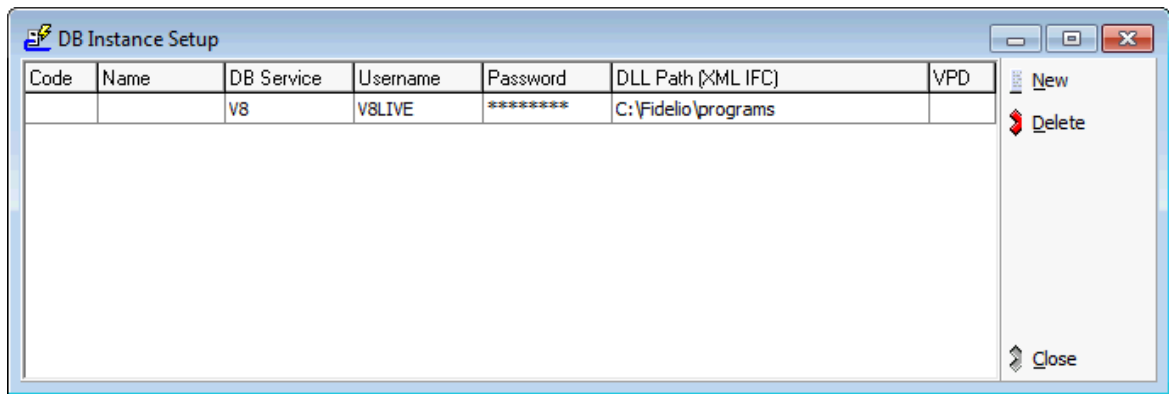 DB Instance Setup
Code Name DB Service Username Password DLL Path (XML IFC) VPD
V8 V8LIVE ******** C:\Fidelio\programs
New
Delete
Close